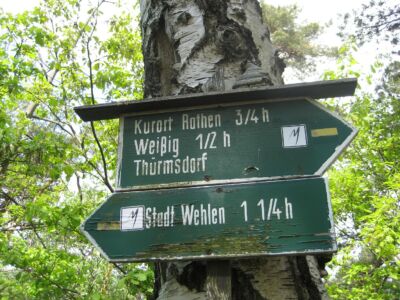 Kurort Rathen 3/4 h
Weißig 1/2 h
Thürmsdorf
Stadt Wehlen 1 1/4 h